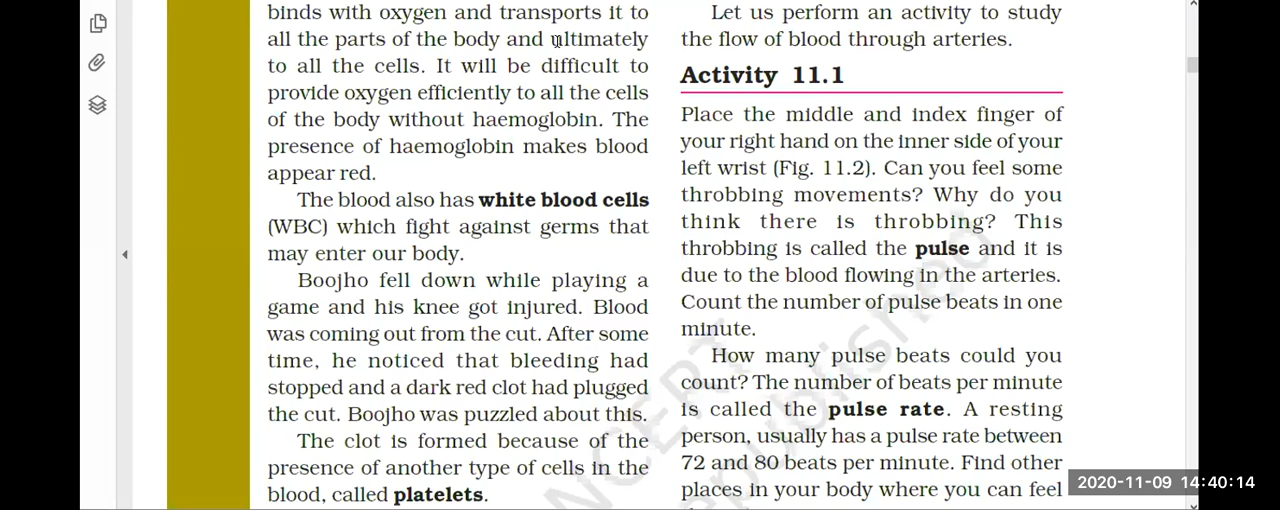 binds with oxygen and transports it to
all the parts of the body and ultimately
to all the cells. It will be difficult to
provide oxygen efficiently to all the cells
of the body without haemoglobin. The
presence of haemoglobin makes blood
appear red.
The blood also has white blood cells
(WBC) which fight against germs that
may enter our body.
Boojho fell down while playing a
game and his knee got injured. Blood
was coming out from the cut. After some
time, he noticed that bleeding had
stopped and a dark red clot had plugged
the cut. Boojho was puzzled about this.
The clot is formed because of the
presence of another type of cells in the
blood, called platelets.
Let us perform an activity to study
the flow of blood through arteries.
Activity 11.1
Place the middle and index finger of
your right hand on the inner side of your
left wrist (Fig. 11.2). Can you feel some
throbbing movements? Why do you
think there is throbbing? This
throbbing is called the pulse and it is
due to the blood flowing in the arteries.
Count the number of pulse beats in one
minute.
How many pulse beats could you
count? The number of beats per minute
is called the pulse rate. A resting
person, usually has a pulse rate between
72 and 80 beats per minute. Find other
places in your body where you can feel
NCERT
republished
2020-11-09 14:40:14